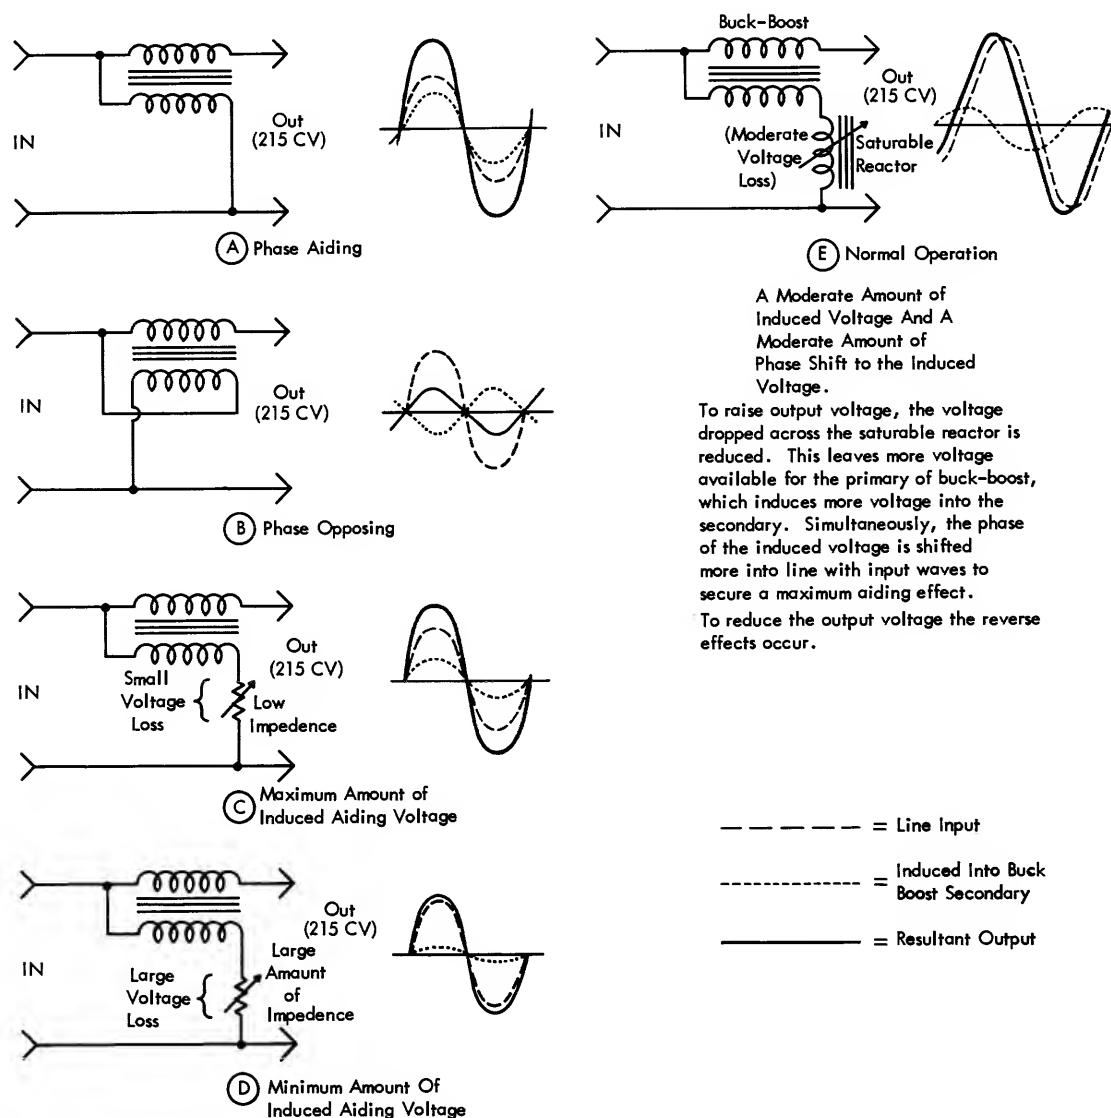 IN
Out
(215 CV)
A Phase Aiding
IN
Out
(215 CV)
B Phase Opposing
IN
Out
(215 CV)
Small
Voltage
Loss
Low
Impedence
C Maximum Amount of
Induced Aiding Voltage
IN
Out
(215 CV)
Large
Voltage
Loss
Large
Amaunt
of
Impedence
D Minimum Amount Of
Induced Aiding Voltage
Buck-Boost
IN
Out
(215 CV)
(Moderate
Voltage
Loss)
Saturable
Reactor
E Normal Operation
A Moderate Amount of
Induced Voltage And A
Moderate Amount of
Phase Shift to the Induced
Voltage.
To raise output voltage, the voltage
dropped across the saturable reactor is
reduced. This leaves more voltage
available for the primary of buck-boost,
which induces more voltage into the
secondary. Simultaneously, the phase
of the induced voltage is shifted
more into line with input waves to
secure a maximum aiding effect.
To reduce the output voltage the reverse
effects occur.
= Line Input
= Induced Into Buck
Boost Secondary
= Resultant Output